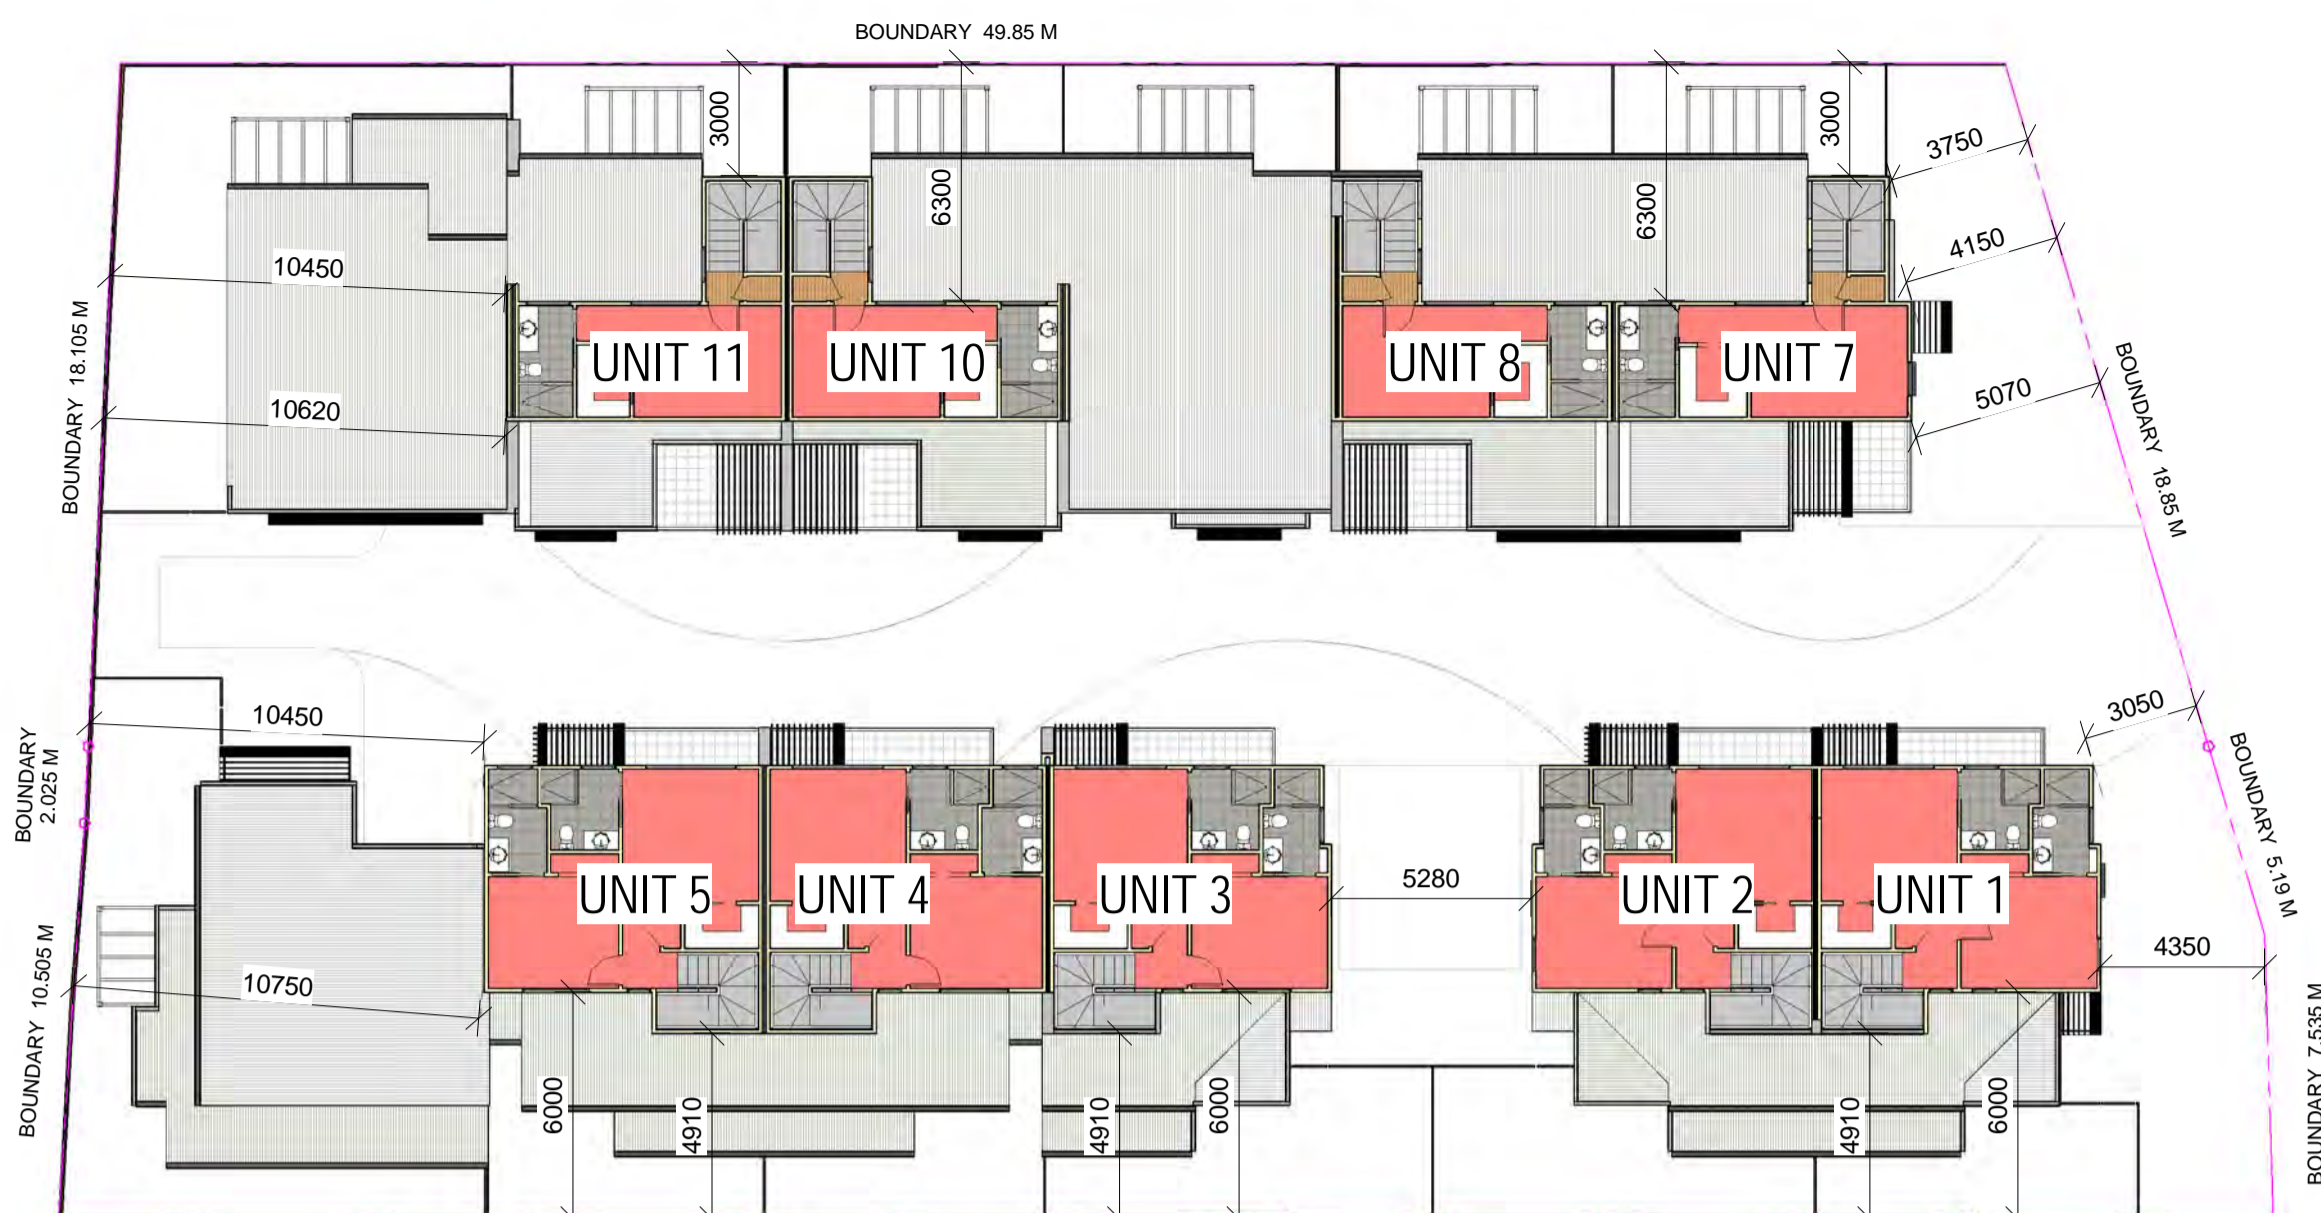 BOUNDARY 49.85 M
3000
6300
6300
3000
3750
4150
10450
BOUNDARY 18.105 M
UNIT 11
UNIT 10
UNIT 8
UNIT 7
5070
BOUNDARY 18.85 M
10620
10450
3050
BOUNDARY
2.025 M
BOUNDARY 5.19 M
UNIT 5
UNIT 4
UNIT 3
5280
UNIT 2
UNIT 1
4350
BOUNDARY 10.505 M
10750
6000
4910
4910
6000
4910
6000
BOUNDARY 7.535 M